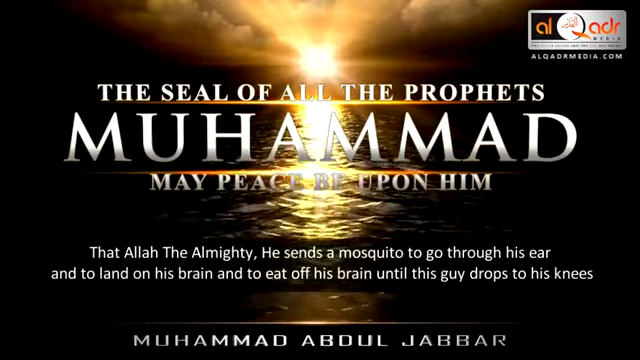 al Qadr
MEDIA
ALQADRMEDIA.COM
THE SEAL OF ALL THE PROPHETS
MUHAMMAD
MAY PEACE BE UPON HIM
That Allah The Almighty, He sends a mosquito to go through his ear
and to land on his brain and to eat off his brain until this guy drops to his knees
MUHAMMAD ABDUL JABBAR